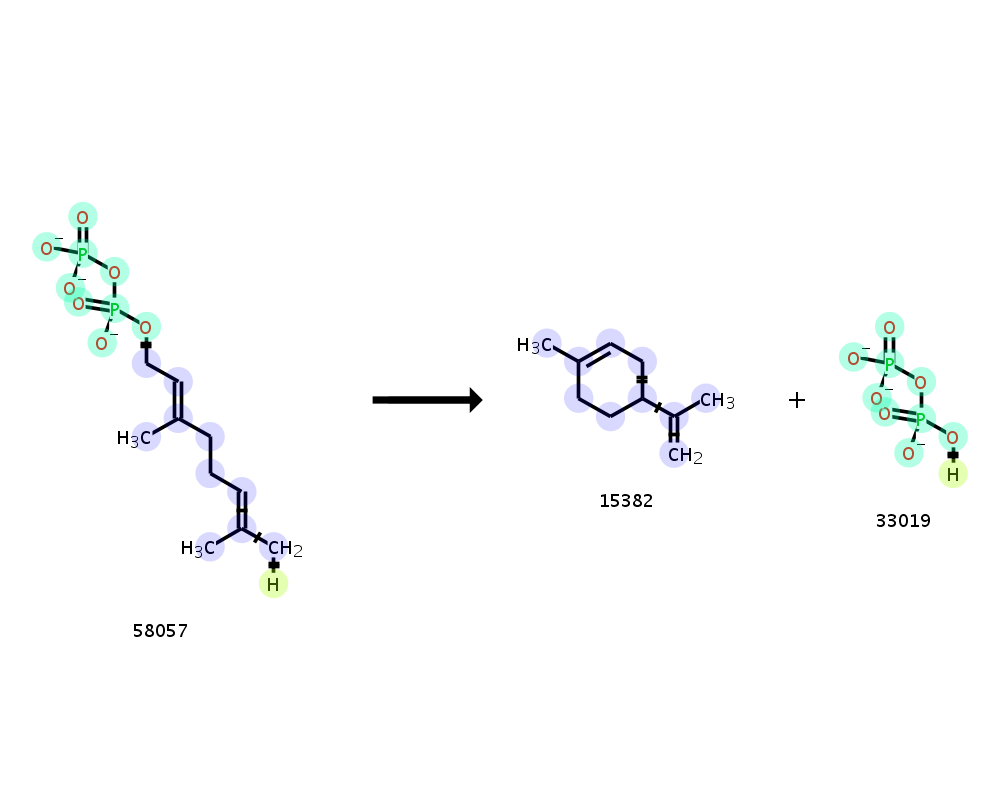 O
O⁻
P
O
O⁻
O
P
O
O⁻
H₃C
H₃C
CH₂
H
58057
H₃C
CH₃
CH₂
15382
+
O
O⁻
P
O
O⁻
O
P
O
O⁻
H
33019